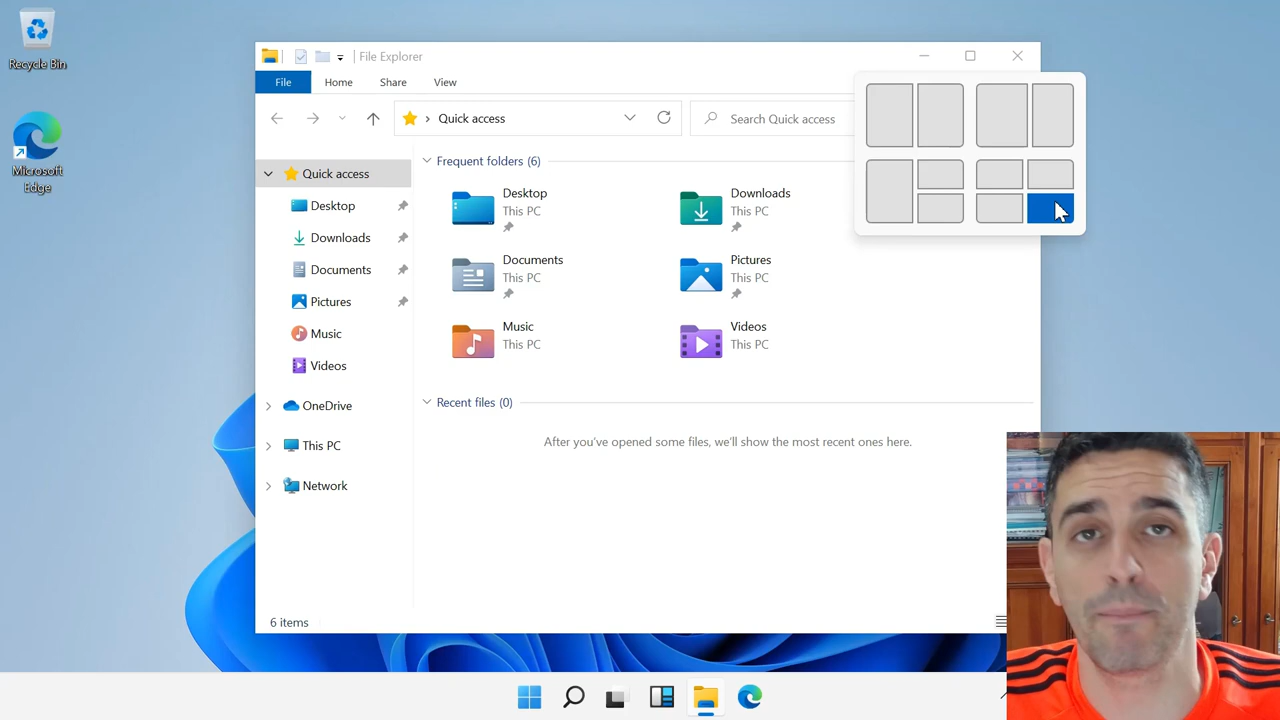 Recycle Bin
Microsoft
Edge
File Explorer
File
Home
Share
View
Quick access
Search Quick access
Quick access
Desktop
Downloads
Documents
Pictures
Music
Videos
OneDrive
This PC
Network
Frequent folders (6)
Desktop
This PC
Downloads
This PC
Documents
This PC
Pictures
This PC
Music
This PC
Videos
This PC
Recent files (0)
After you've opened some files, we'll show the most recent ones here.
6 items